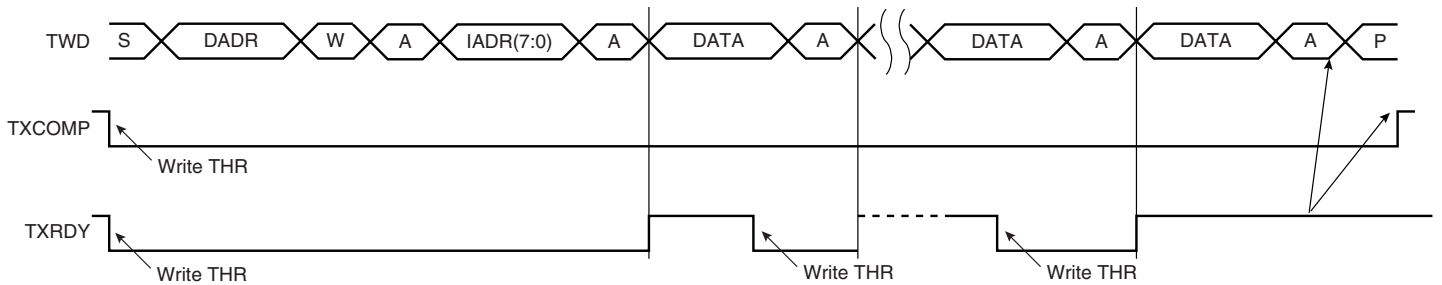 TWD S DADR W A IADR(7:0) A DATA A DATA A DATA A P
TXCOMP
Write THR
TXRDY
Write THR Write THR Write THR